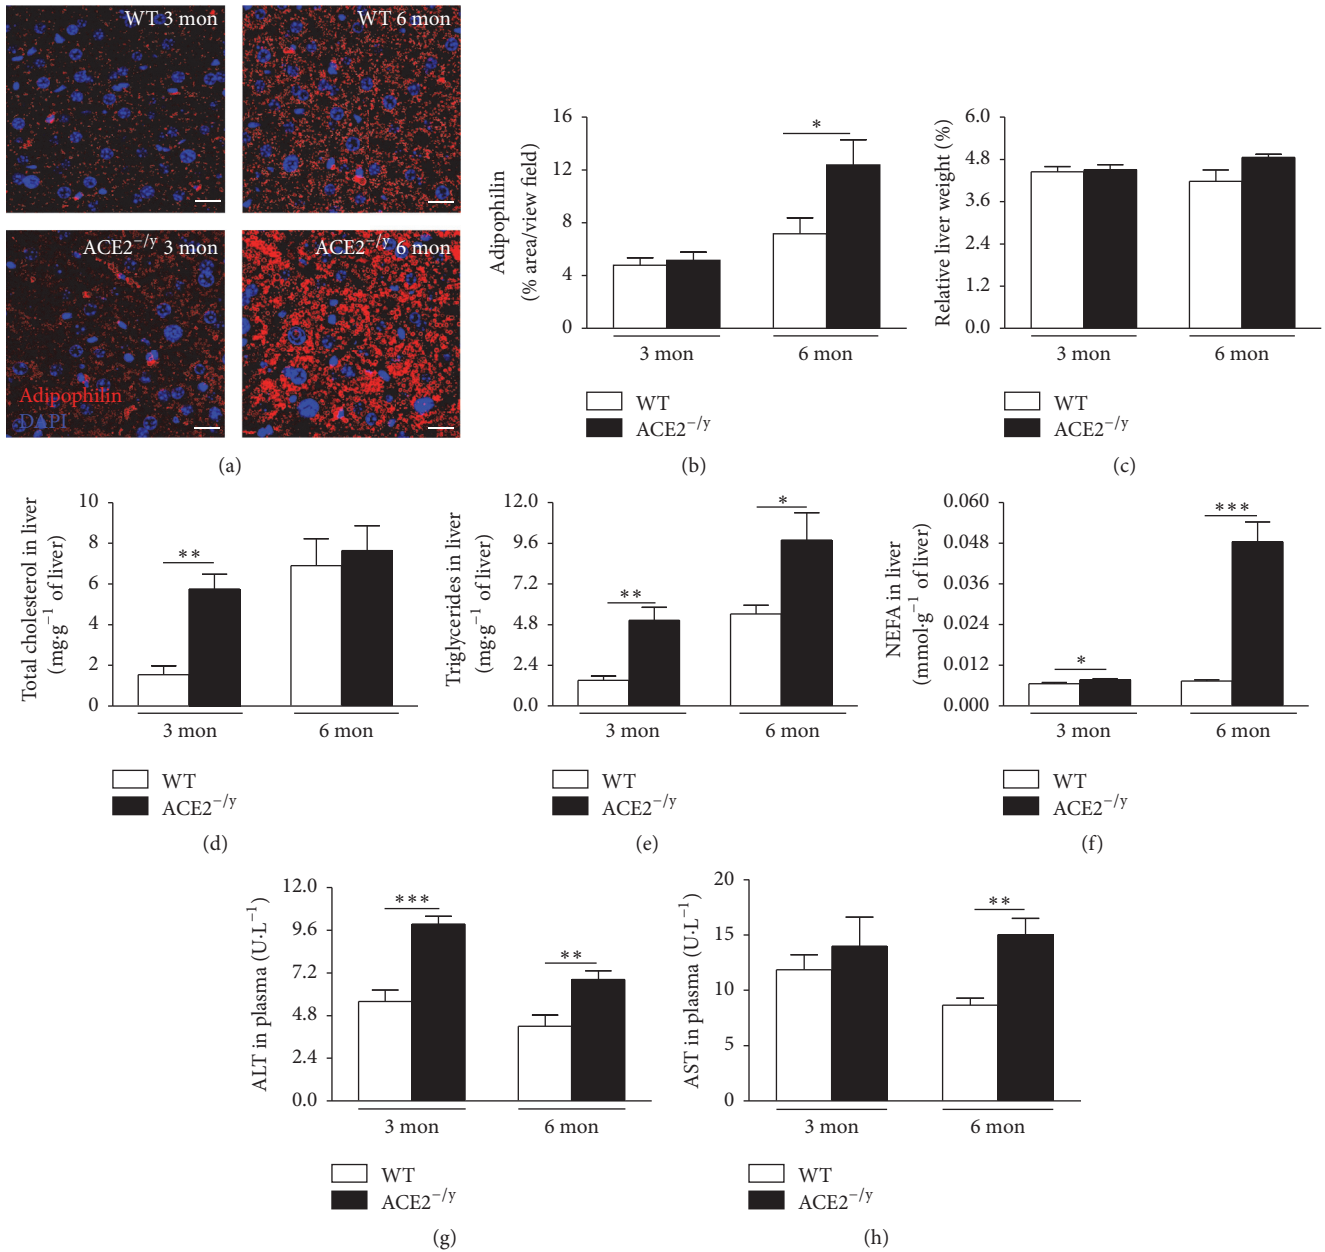 WT 3 mon
WT 6 mon
ACE2−/y 3 mon
ACE2−/y 6 mon
Adipophilin
DAPI
(a)
Adipophilin
(% area/view field)
16
12
8
4
0
*
3 mon
6 mon
WT
ACE2−/y
(b)
Relative liver weight (%)
6.0
4.8
3.6
2.4
1.2
0.0
3 mon
6 mon
WT
ACE2−/y
(c)
Total cholesterol in liver
(mg·g−1 of liver)
10
8
6
4
2
0
**
3 mon
6 mon
WT
ACE2−/y
(d)
Triglycerides in liver
(mg·g−1 of liver)
12.0
9.6
7.2
4.8
2.4
0.0
**
*
3 mon
6 mon
WT
ACE2−/y
(e)
NEFA in liver
(mmol·g−1 of liver)
0.060
0.048
0.036
0.024
0.012
0.000
*
***
3 mon
6 mon
WT
ACE2−/y
(f)
ALT in plasma (U·L−1)
12.0
9.6
7.2
4.8
2.4
0.0
***
**
3 mon
6 mon
WT
ACE2−/y
(g)
AST in plasma (U·L−1)
20
15
10
5
0
**
3 mon
6 mon
WT
ACE2−/y
(h)